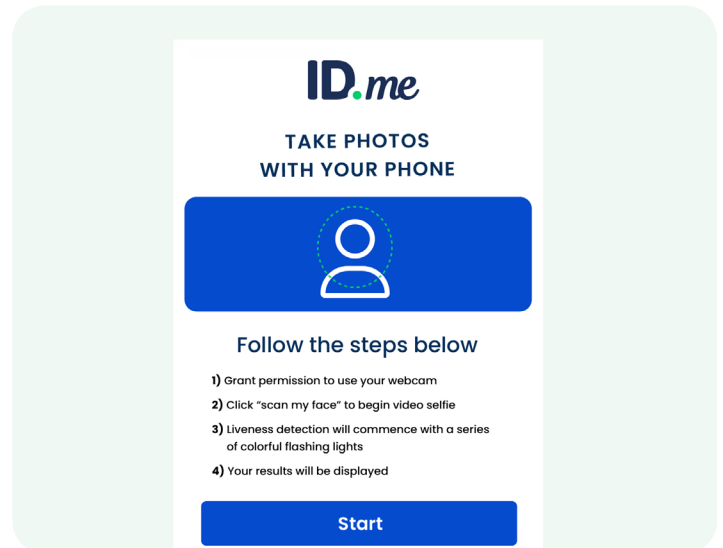 ID.me
TAKE PHOTOS
WITH YOUR PHONE
Follow the steps below
1) Grant permission to use your webcam
2) Click “scan my face” to begin video selfie
3) Liveness detection will commence with a series
of colorful flashing lights
4) Your results will be displayed
Start